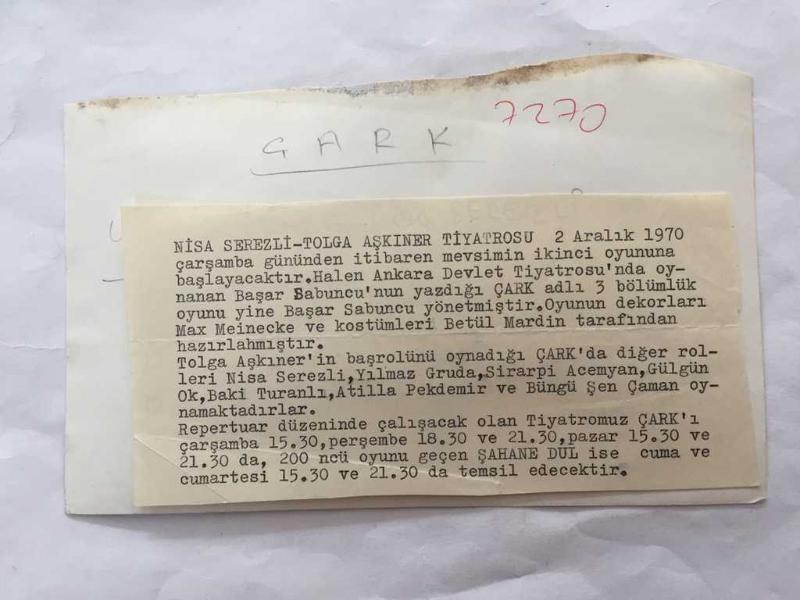 7270
GARK
NİSA SEREZLİ-TOLGA AŞKINER TİYATROSU 2 Aralık 1970
çarşamba gününden itibaren mevsimin ikinci oyununa
başlayacaktır.Halen Ankara Devlet Tiyatrosu'nda oy-
nanan Başar Sabuncu'nun yazdığı ÇARK adlı 3 bölümlük
oyunu yine Başar Sabuncu yönetmiştir.Oyunun dekorları
Max Meinecke ve kostümleri Betül Mardin tarafından
hazırlahmıştır.
Tolga Aşkıner'in başrolünü oynadığı ÇARK'da diğer rol-
leri Nisa Serezli,Yılmaz Gruda,Sirarpi Acemyan,Gülgün
Ok,Baki Turanlı,Atilla Pekdemir ve Büngü Şen Çaman oy-
namaktadırlar.
Repertuar düzeninde çalışacak olan Tiyatromuz ÇARK'ı
çarşamba 15.30,perşembe 18.30 ve 21.30,pazar 15.30 ve
21.30 da, 200 ncü oyunu geçen ŞAHANE DUL ise cuma ve
cumartesi 15.30 ve 21.30 da temsil edecektir.